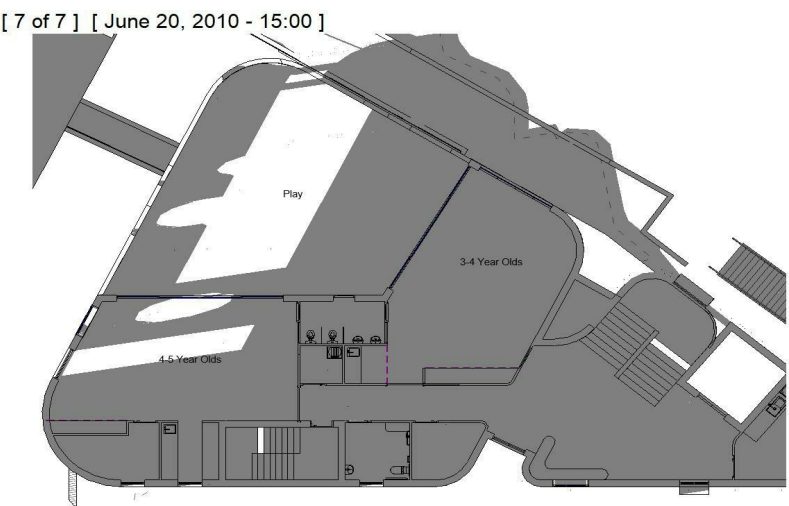 [ 7 of 7 ] [ June 20, 2010 - 15:00 ]
Play
3-4 Year Olds
4-5 Year Olds